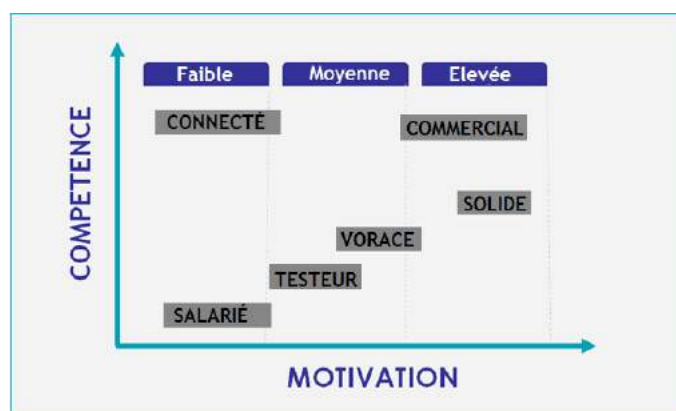 Faible Moyenne Elevée
CONNECTÉ COMMERCIAL
SOLIDE
VORACE
TESTEUR
SALARIÉ
COMPETENCE
MOTIVATION